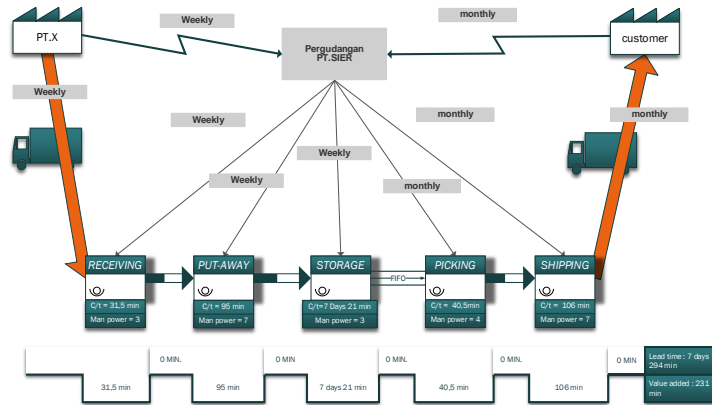 Weekly
monthly
PT.X
customer
Pergudangan
PT.SIER
Weekly
Weekly
monthly
monthly
Weekly
Weekly
monthly
RECEIVING
PUT-AWAY
STORAGE
PICKING
SHIPPING
FIFO
C/t = 31,5 min
C/t = 95 min
C/t=7 Days 21 min
C/t = 40,5min
C/t = 106 min
Man power = 3
Man power = 7
Man power = 3
Man power = 4
Man power = 7
0 MIN.
0 MIN
0 MIN.
0 MIN.
0 MIN
Lead time : 7 days
294 min
31,5 min
95 min
7 days 21 min
40,5 min
106 min
Value added : 231
min